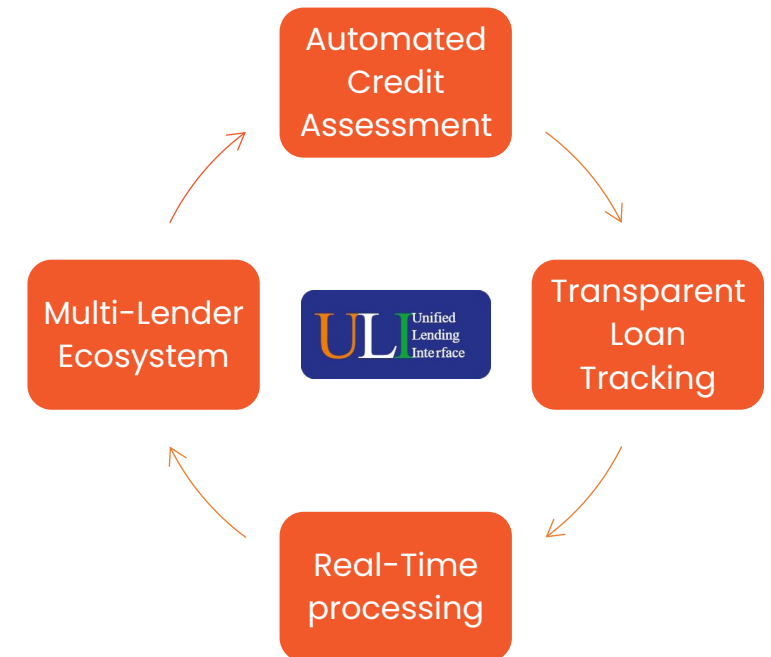 Automated
Credit
Assessment
Multi-Lender
Ecosystem
ULI
Unified
Lending
Interface
Transparent
Loan
Tracking
Real-Time
processing